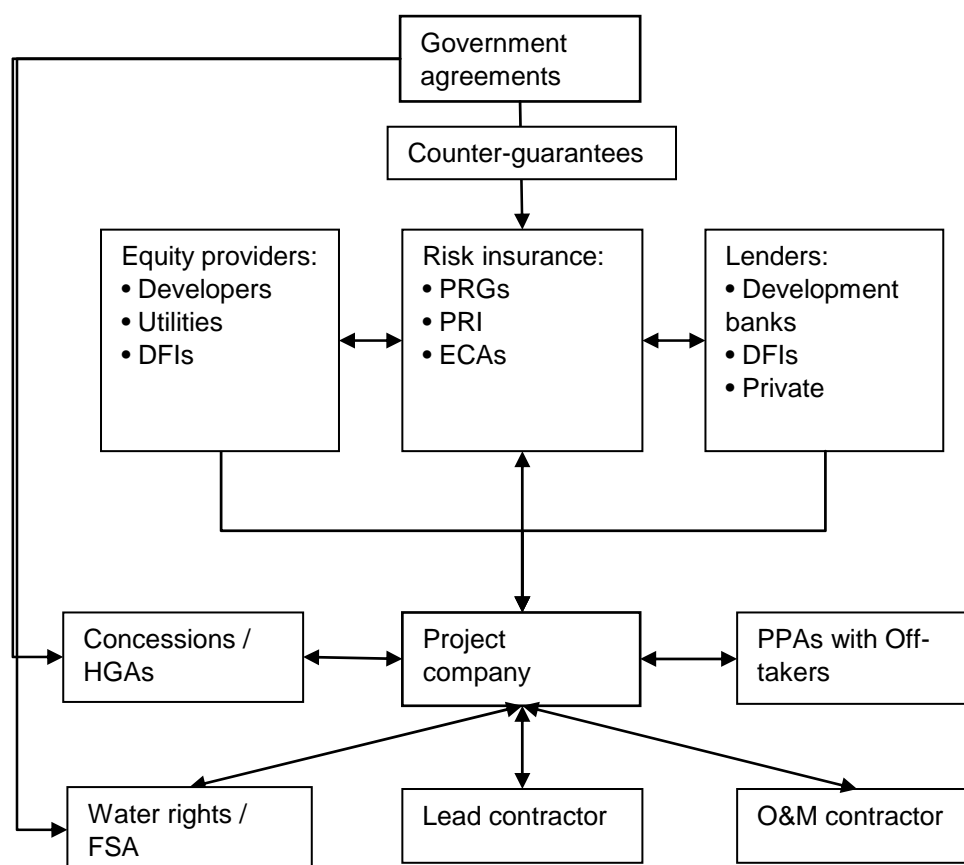 Government
agreements
Counter-guarantees
Equity providers:
• Developers
• Utilities
• DFIs
Risk insurance:
• PRGs
• PRI
• ECAs
Lenders:
• Development
banks
• DFIs
• Private
Concessions /
HGAs
Project
company
PPAs with Off-
takers
Water rights /
FSA
Lead contractor
O&M contractor